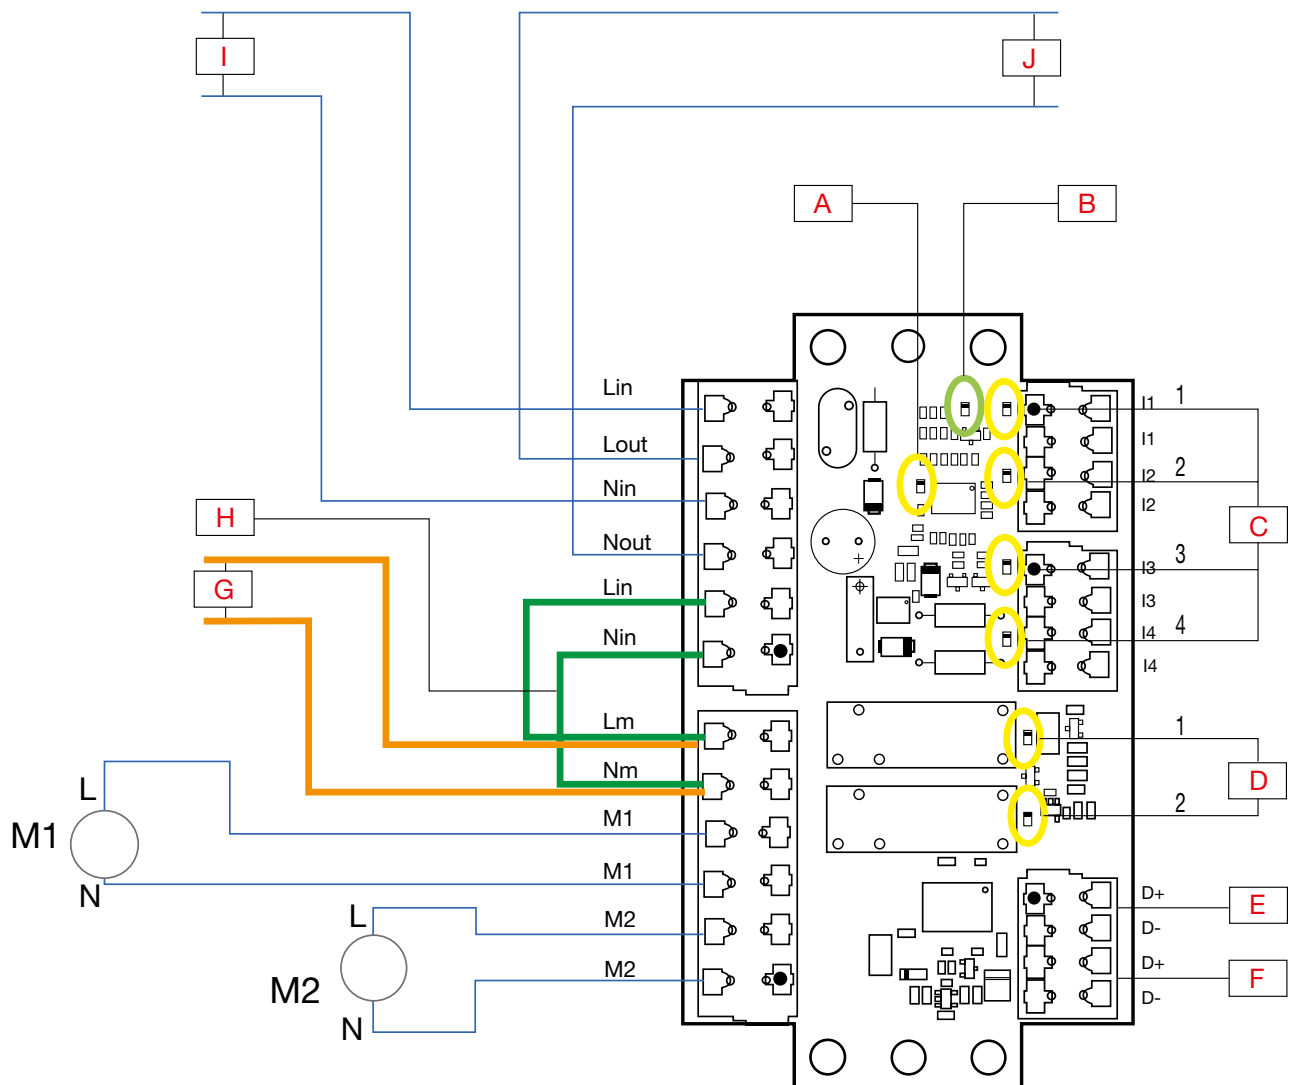 I
J
A
B
Lin
Lout
Nin
Nout
Lin
Nin
Lm
Nm
M1
M1
M2
M2
H
G
L
M1
N
L
M2
N
I1 1
I1
I2 2
I2
I3 3
I3
I4 4
I4
C
1
2
D
D+
D-
D+
D-
E
F
+